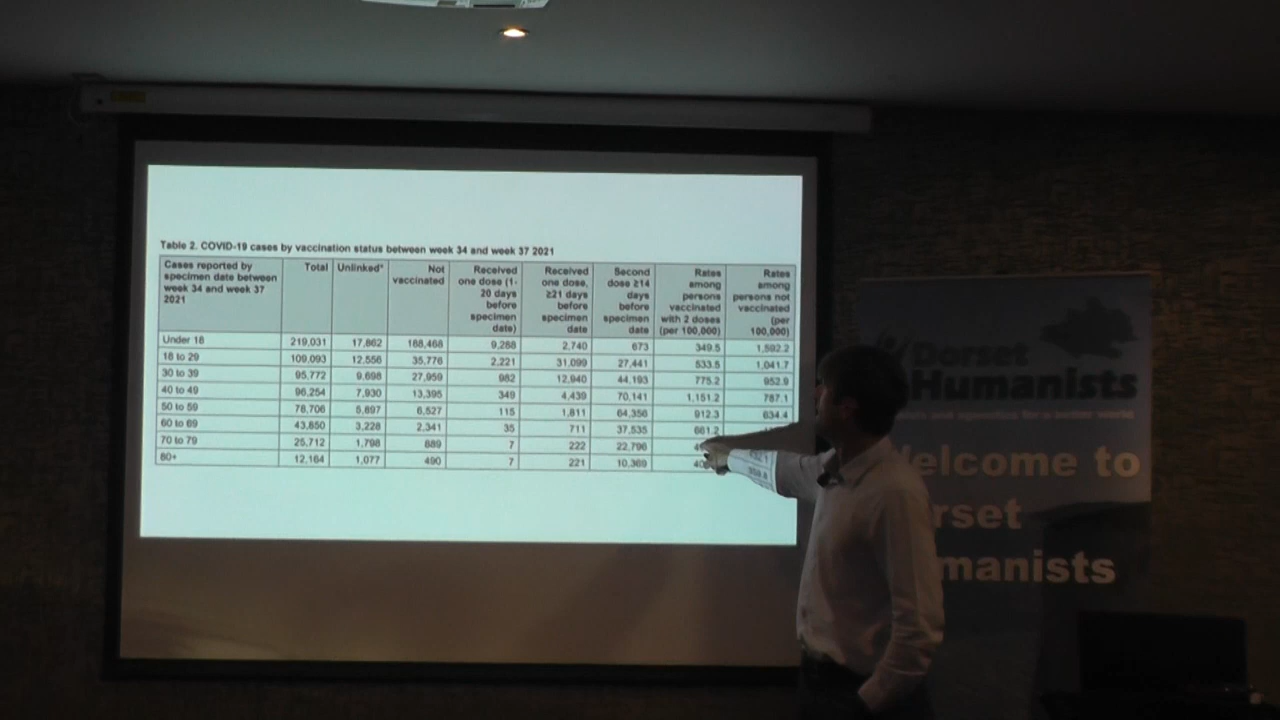 Table 2. COVID-19 cases by vaccination status between week 34 and week 37 2021
Cases reported by specimen date between week 34 and week 37 2021 Total Unlinked* Not vaccinated Received one dose (1-20 days before specimen date) Received one dose, ≥21 days before specimen date Second dose ≥14 days before specimen date Rates among persons vaccinated with 2 doses (per 100,000) Rates among persons not vaccinated (per 100,000)
Under 18 219,031 17,862 188,468 9,288 2,740 673 349.5 1,592.2
18 to 29 109,093 12,556 35,776 2,221 31,099 27,441 533.5 1,041.7
30 to 39 95,772 9,698 27,959 982 12,940 44,193 775.2 952.9
40 to 49 96,254 7,930 13,395 349 4,439 70,141 1,151.2 787.1
50 to 59 78,706 5,897 6,527 115 1,811 64,356 912.3 634.4
60 to 69 43,850 3,228 2,341 35 711 37,535 661.2
70 to 79 25,712 1,798 689 7 222 22,796
80+ 12,164 1,077 490 7 221 10,369
Dorset
Humanists
Welcome to